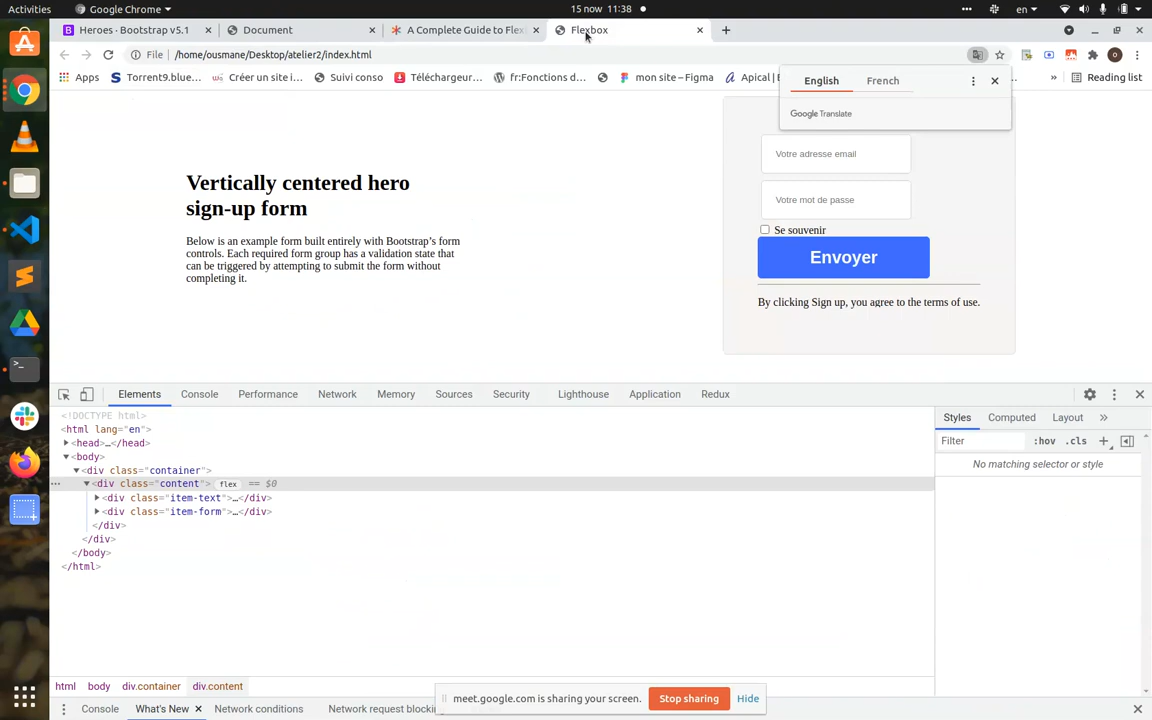 Activities
Google Chrome
15 nov 11:38
en
Heroes · Bootstrap v5.1
Document
A Complete Guide to Flex
Flexbox
File
/home/ousmane/Desktop/atelier2/index.html
Apps
Torrent9.blue...
Créer un site i...
Suivi conso
Téléchargeur...
fr:Fonctions d...
mon site – Figma
Apical |
»
Reading list
English
French
Google Translate
Vertically centered hero
sign-up form
Below is an example form built entirely with Bootstrap's form
controls. Each required form group has a validation state that
can be triggered by attempting to submit the form without
completing it.
Votre adresse email
Votre mot de passe
Se souvenir
Envoyer
By clicking Sign up, you agree to the terms of use.
Elements
Console
Performance
Network
Memory
Sources
Security
Lighthouse
Application
Redux
<!DOCTYPE html>
<html lang="en">
<head>…</head>
<body>
<div class="container">
<div class="content"> flex == $0
<div class="item-text">…</div>
<div class="item-form">…</div>
</div>
</div>
</body>
</html>
Styles
Computed
Layout
»
Filter
:hov
.cls
+
No matching selector or style
html
body
div.container
div.content
meet.google.com is sharing your screen.
Stop sharing
Hide
Console
What's New
Network conditions
Network request blockin